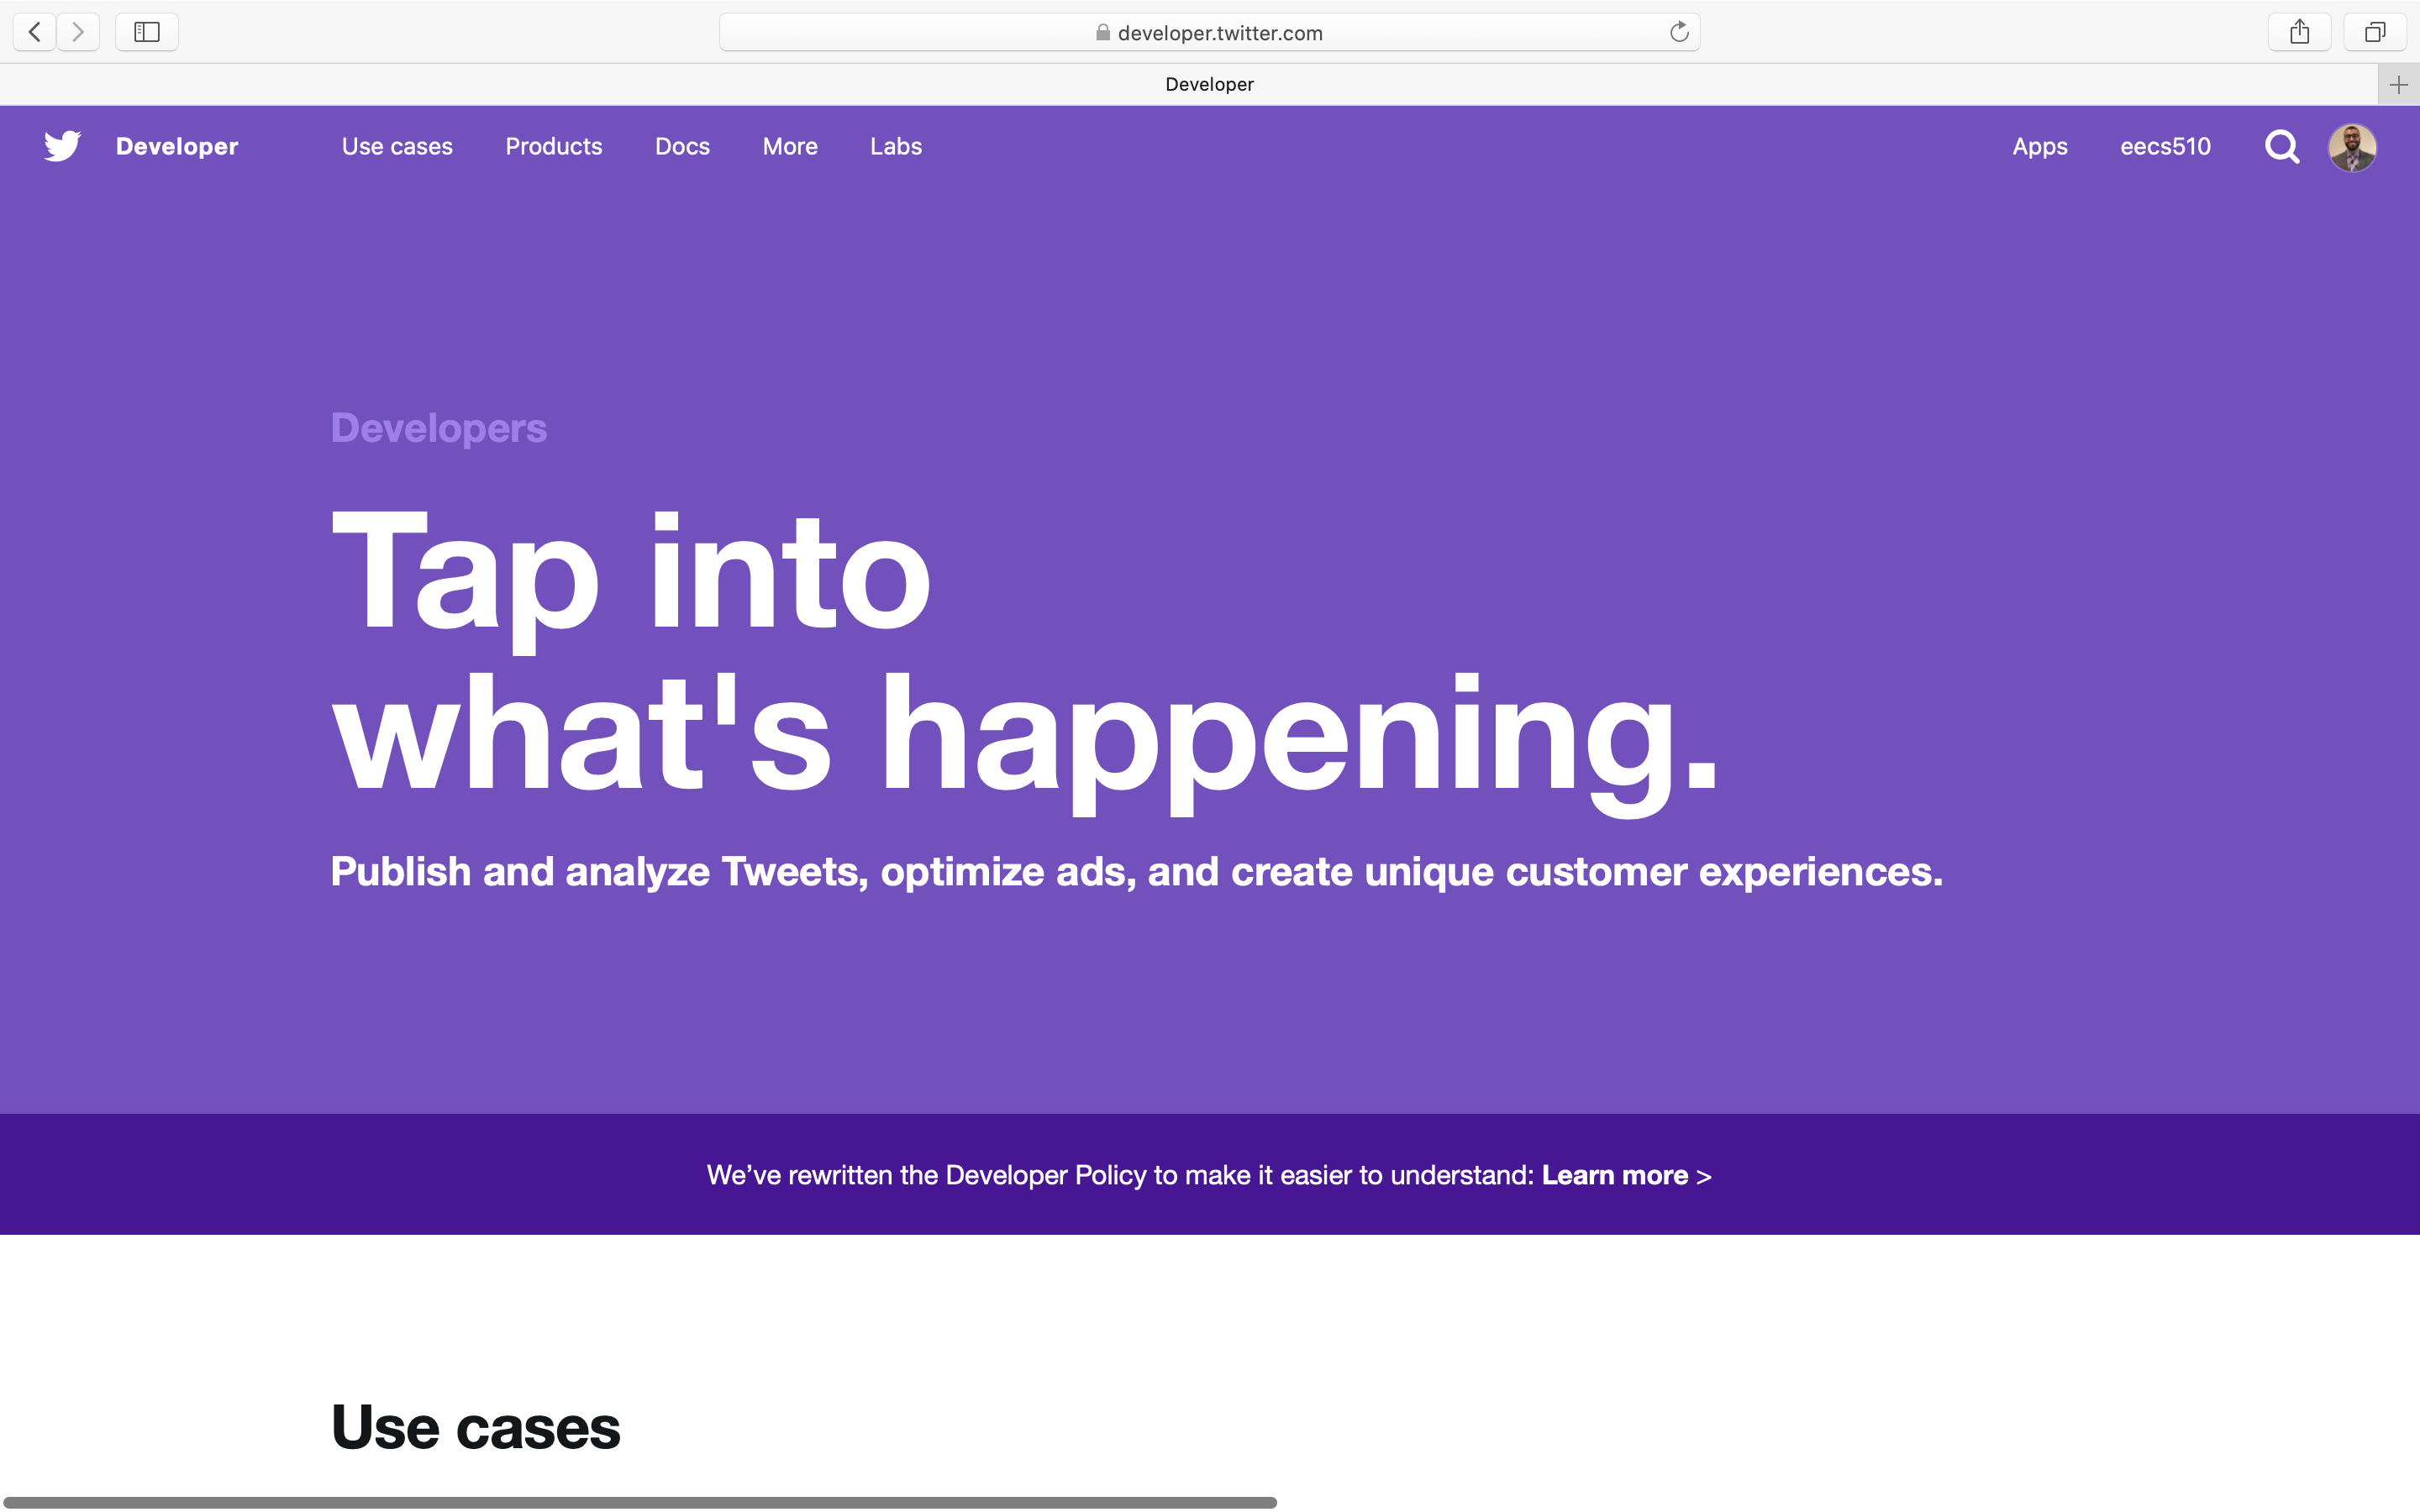 developer.twitter.com
Developer
Developer Use cases Products Docs More Labs Apps eecs510
Developers
Tap into
what's happening.
Publish and analyze Tweets, optimize ads, and create unique customer experiences.
We’ve rewritten the Developer Policy to make it easier to understand: Learn more >
Use cases